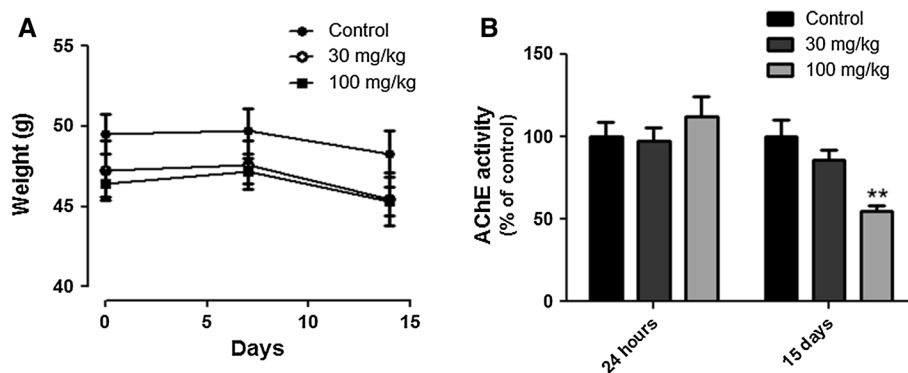 A
Control
30 mg/kg
100 mg/kg
Weight (g)
55
50
45
40
0 5 10 15
Days
B
Control
30 mg/kg
100 mg/kg
AChE activity
(% of control)
150
100
50
0
**
24 hours
15 days